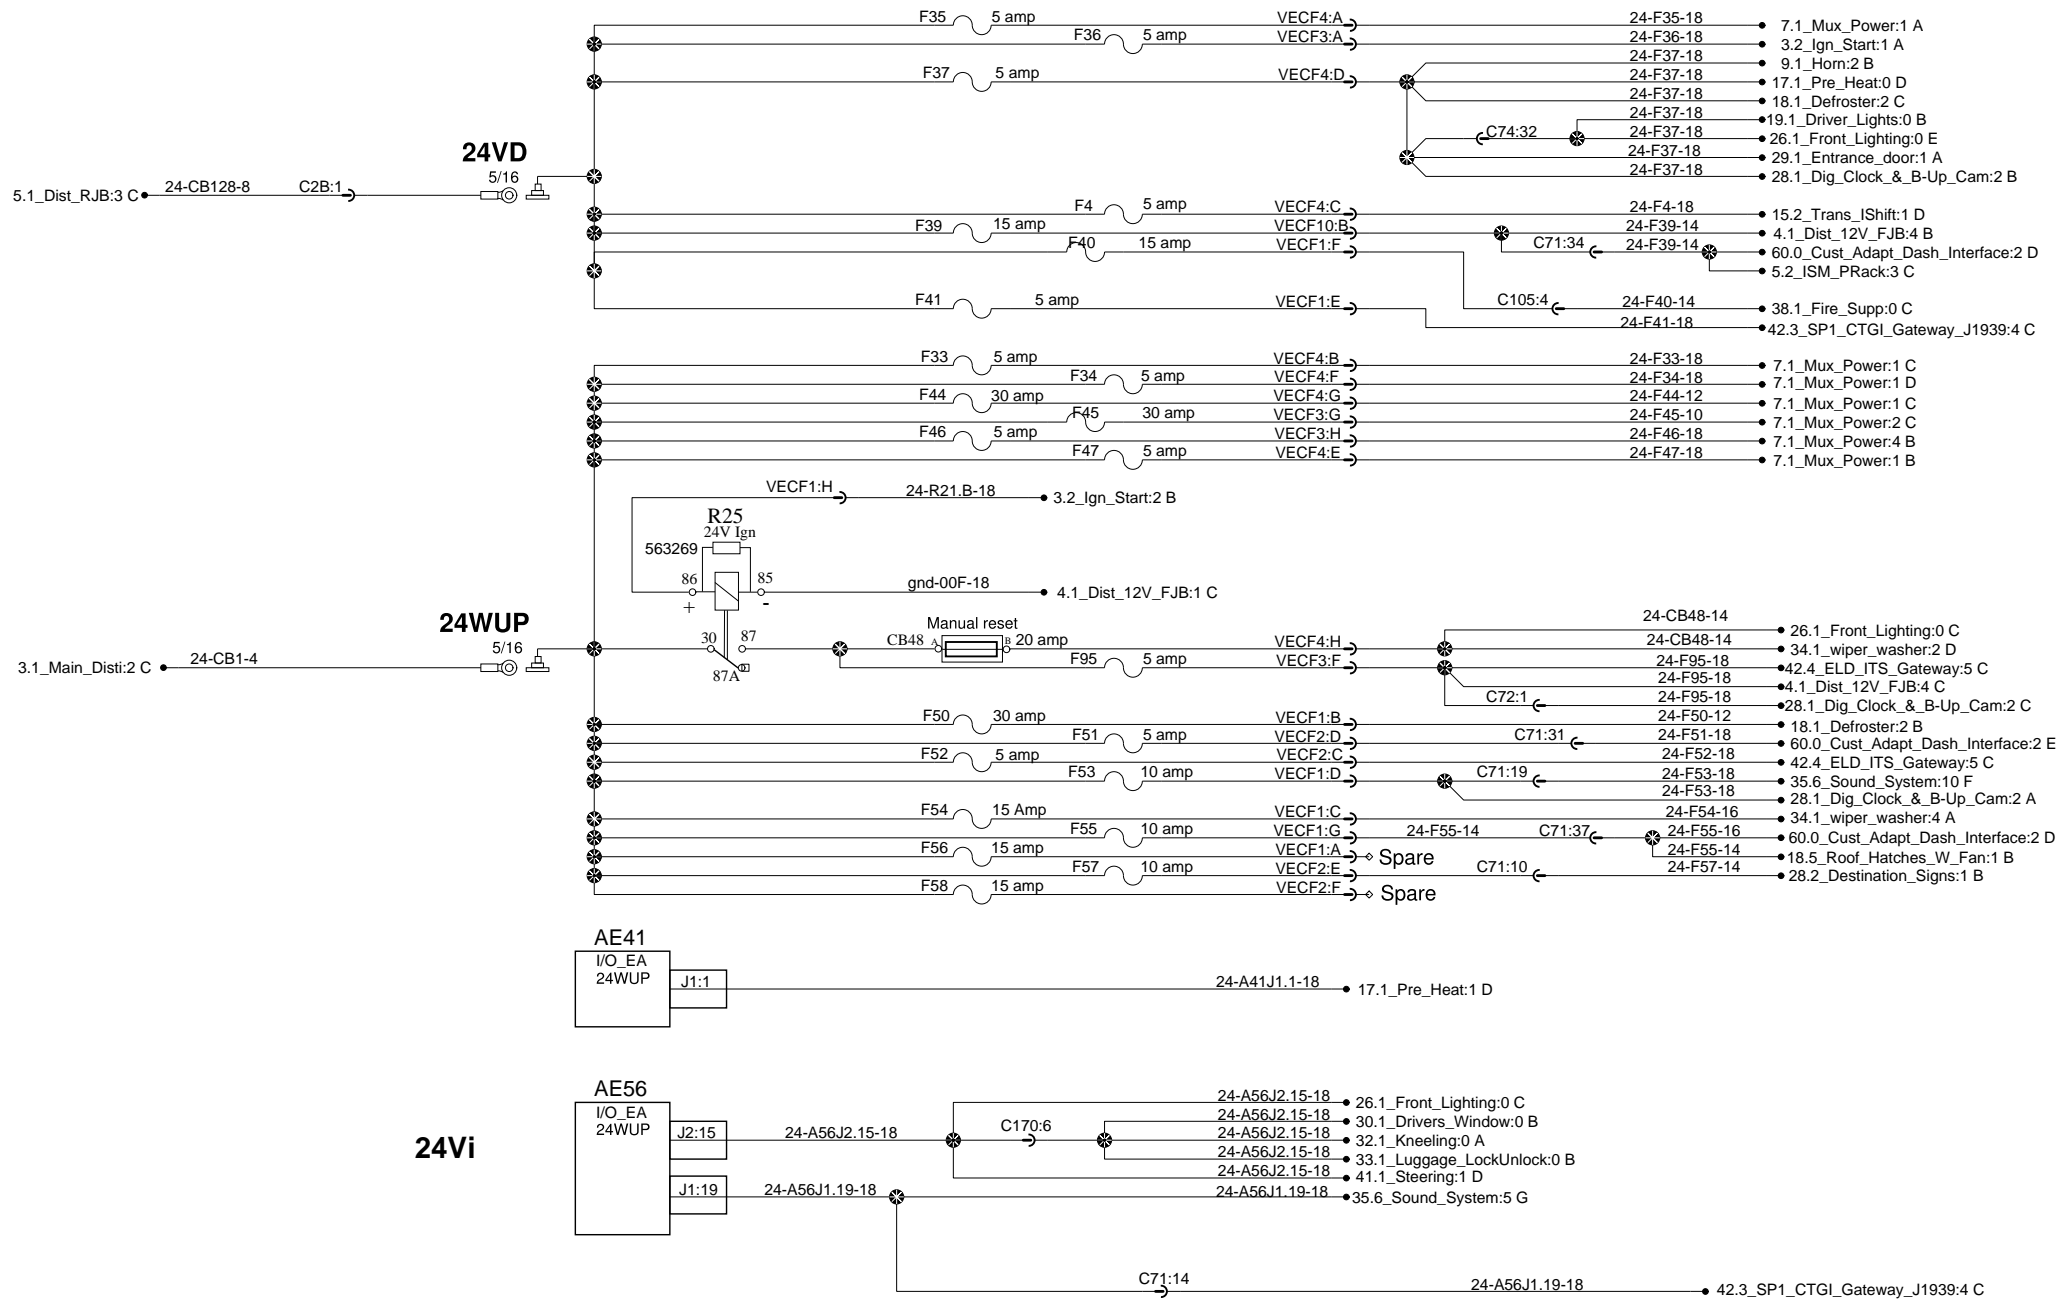 F35 5 amp VECF4:A 24-F35-18 7.1_Mux_Power:1 A
F36 5 amp VECF3:A 24-F36-18 3.2_Ign_Start:1 A
24-F37-18 9.1_Horn:2 B
F37 5 amp VECF4:D 24-F37-18 17.1_Pre_Heat:0 D
24-F37-18 18.1_Defroster:2 C
24-F37-18 19.1_Driver_Lights:0 B
C74:32 24-F37-18 26.1_Front_Lighting:0 E
24VD
24-F37-18 29.1_Entrance_door:1 A
5/16 24-F37-18 28.1_Dig_Clock_&_B-Up_Cam:2 B
5.1_Dist_RJB:3 C 24-CB128-8 C2B:1
F4 5 amp VECF4:C 24-F4-18 15.2_Trans_IShift:1 D
F39 15 amp VECF10:B 24-F39-14 4.1_Dist_12V_FJB:4 B
F40 15 amp VECF1:F C71:34 24-F39-14 60.0_Cust_Adapt_Dash_Interface:2 D
5.2_ISM_PRack:3 C
F41 5 amp VECF1:E C105:4 24-F40-14 38.1_Fire_Supp:0 C
24-F41-18 42.3_SP1_CTGI_Gateway_J1939:4 C
F33 5 amp VECF4:B 24-F33-18 7.1_Mux_Power:1 C
F34 5 amp VECF4:F 24-F34-18 7.1_Mux_Power:1 D
F44 30 amp VECF4:G 24-F44-12 7.1_Mux_Power:1 C
F45 30 amp VECF3:G 24-F45-10 7.1_Mux_Power:2 C
F46 5 amp VECF3:H 24-F46-18 7.1_Mux_Power:4 B
F47 5 amp VECF4:E 24-F47-18 7.1_Mux_Power:1 B
VECF1:H 24-R21.B-18 3.2_Ign_Start:2 B
R25
24V Ign
563269
86 85 gnd-00F-18 4.1_Dist_12V_FJB:1 C
+ -
24WUP
Manual reset 24-CB48-14 26.1_Front_Lighting:0 C
5/16 30 87 CB48 A B 20 amp VECF4:H 24-CB48-14 34.1_wiper_washer:2 D
3.1_Main_Disti:2 C 24-CB1-4 87A F95 5 amp VECF3:F 24-F95-18 42.4_ELD_ITS_Gateway:5 C
24-F95-18 4.1_Dist_12V_FJB:4 C
C72:1 24-F95-18 28.1_Dig_Clock_&_B-Up_Cam:2 C
F50 30 amp VECF1:B 24-F50-12 18.1_Defroster:2 B
F51 5 amp VECF2:D C71:31 24-F51-18 60.0_Cust_Adapt_Dash_Interface:2 E
F52 5 amp VECF2:C 24-F52-18 42.4_ELD_ITS_Gateway:5 C
F53 10 amp VECF1:D C71:19 24-F53-18 35.6_Sound_System:10 F
24-F53-18 28.1_Dig_Clock_&_B-Up_Cam:2 A
F54 15 Amp VECF1:C 24-F54-16 34.1_wiper_washer:4 A
F55 10 amp VECF1:G 24-F55-14 C71:37 24-F55-16 60.0_Cust_Adapt_Dash_Interface:2 D
F56 15 amp VECF1:A Spare 24-F55-14 18.5_Roof_Hatches_W_Fan:1 B
F57 10 amp VECF2:E C71:10 24-F57-14 28.2_Destination_Signs:1 B
F58 15 amp VECF2:F Spare
AE41
I/O_EA
24WUP
J1:1 24-A41J1.1-18 17.1_Pre_Heat:1 D
AE56
I/O_EA
24WUP
24-A56J2.15-18 26.1_Front_Lighting:0 C
24-A56J2.15-18 30.1_Drivers_Window:0 B
24Vi
J2:15 24-A56J2.15-18 C170:6 24-A56J2.15-18 32.1_Kneeling:0 A
24-A56J2.15-18 33.1_Luggage_LockUnlock:0 B
24-A56J2.15-18 41.1_Steering:1 D
J1:19 24-A56J1.19-18 24-A56J1.19-18 35.6_Sound_System:5 G
C71:14 24-A56J1.19-18 42.3_SP1_CTGI_Gateway_J1939:4 C